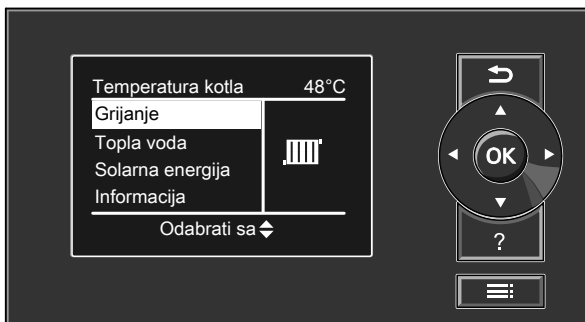 Temperatura kotla 48°C
Grijanje
Topla voda
Solarna energija
Informacija
Odabrati sa
OK
?